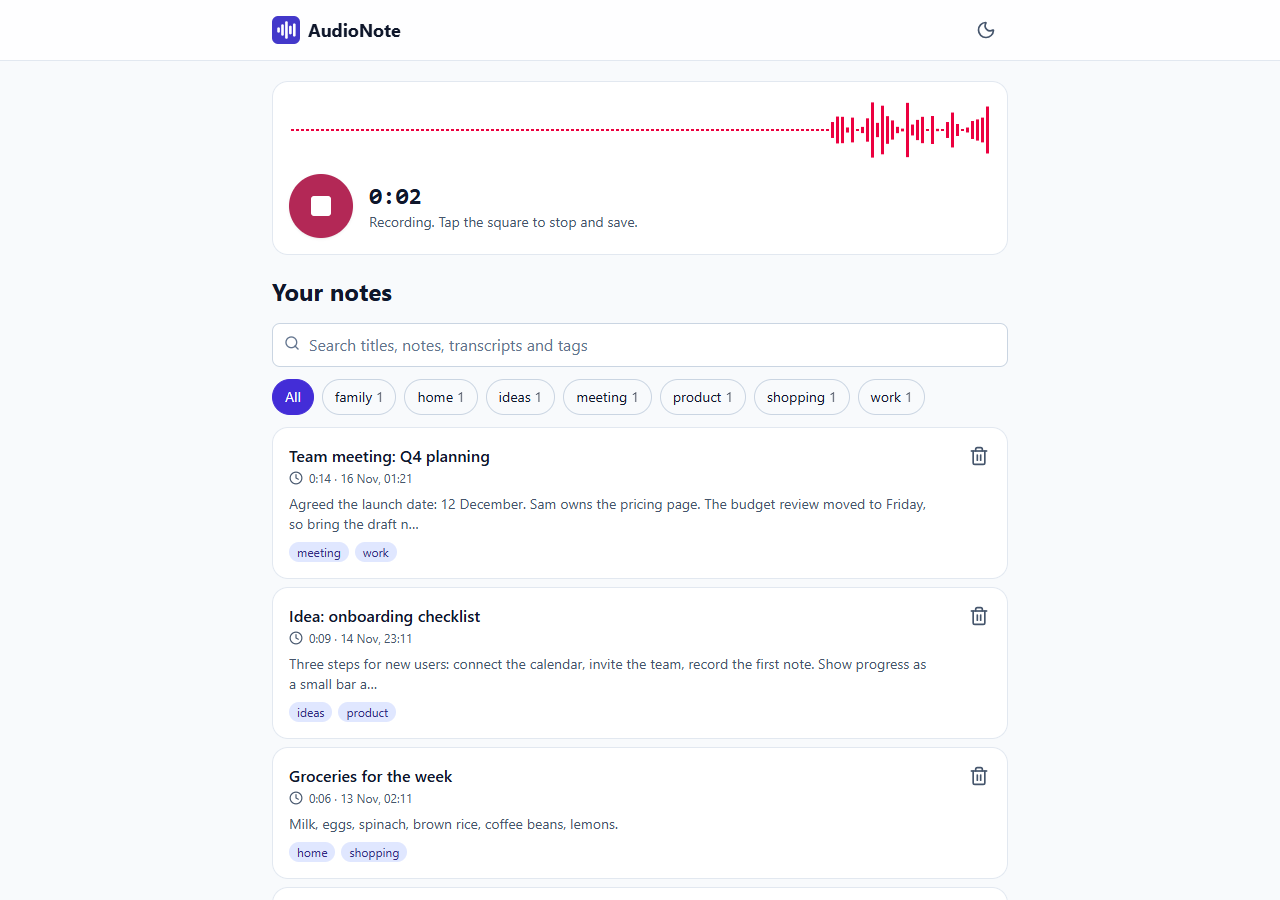 AudioNote
0:02
Recording. Tap the square to stop and save.
Your notes
Search titles, notes, transcripts and tags
All family 1 home 1 ideas 1 meeting 1 product 1 shopping 1 work 1
Team meeting: Q4 planning
0:14 · 16 Nov, 01:21
Agreed the launch date: 12 December. Sam owns the pricing page. The budget review moved to Friday,
so bring the draft n...
meeting work
Idea: onboarding checklist
0:09 · 14 Nov, 23:11
Three steps for new users: connect the calendar, invite the team, record the first note. Show progress as
a small bar a...
ideas product
Groceries for the week
0:06 · 13 Nov, 02:11
Milk, eggs, spinach, brown rice, coffee beans, lemons.
home shopping